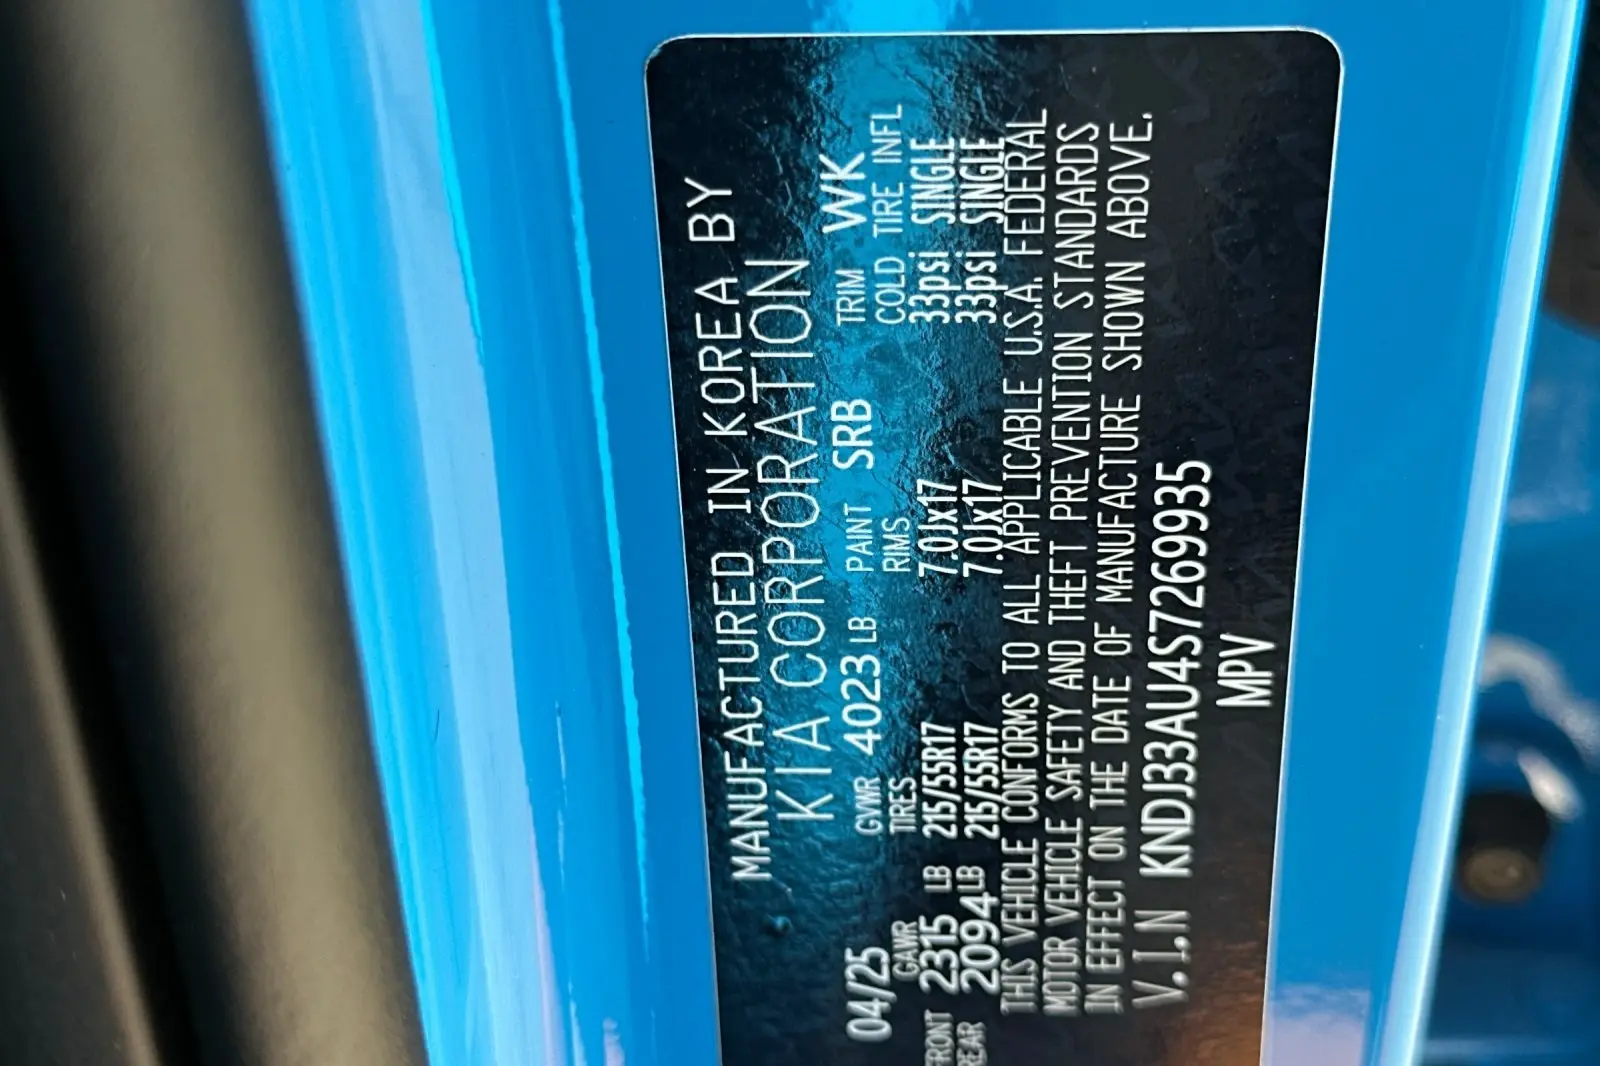 MANUFACTURED IN KOREA BY
KIA CORPORATION
04/25 GVWR 4023 LB PAINT SRB TRIM WK
GAWR TIRES RIMS COLD TIRE INFL
FRONT 2315 LB 215/55R17 7.0Jx17 33psi SINGLE
REAR 2094 LB 215/55R17 7.0Jx17 33psi SINGLE
THIS VEHICLE CONFORMS TO ALL APPLICABLE U.S.A. FEDERAL
MOTOR VEHICLE SAFETY AND THEFT PREVENTION STANDARDS
IN EFFECT ON THE DATE OF MANUFACTURE SHOWN ABOVE.
V.I.N KNDJ33AU4S7269935
MPV